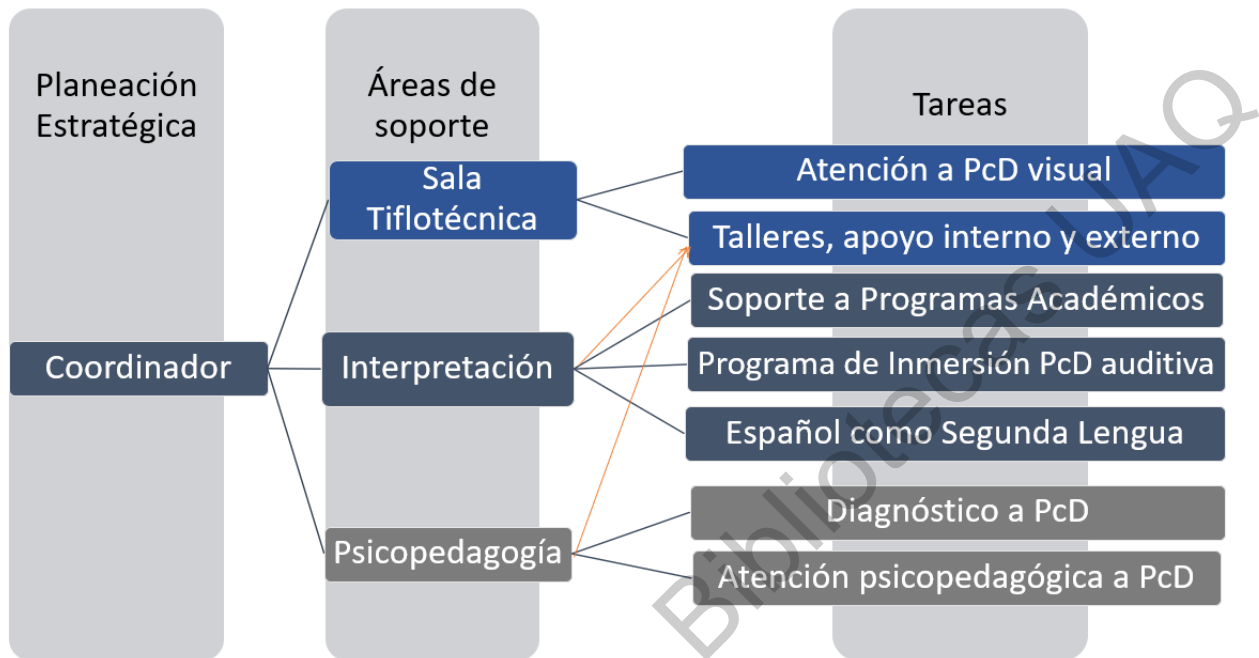 Planeación
Estratégica
Áreas de
soporte
Tareas
Sala
Tiflotécnica
Atención a PcD visual
Talleres, apoyo interno y externo
Soporte a Programas Académicos
Coordinador
Interpretación
Programa de Inmersión PcD auditiva
Español como Segunda Lengua
Psicopedagogía
Diagnóstico a PcD
Atención psicopedagógica a PcD
Bibliotecas UAQ